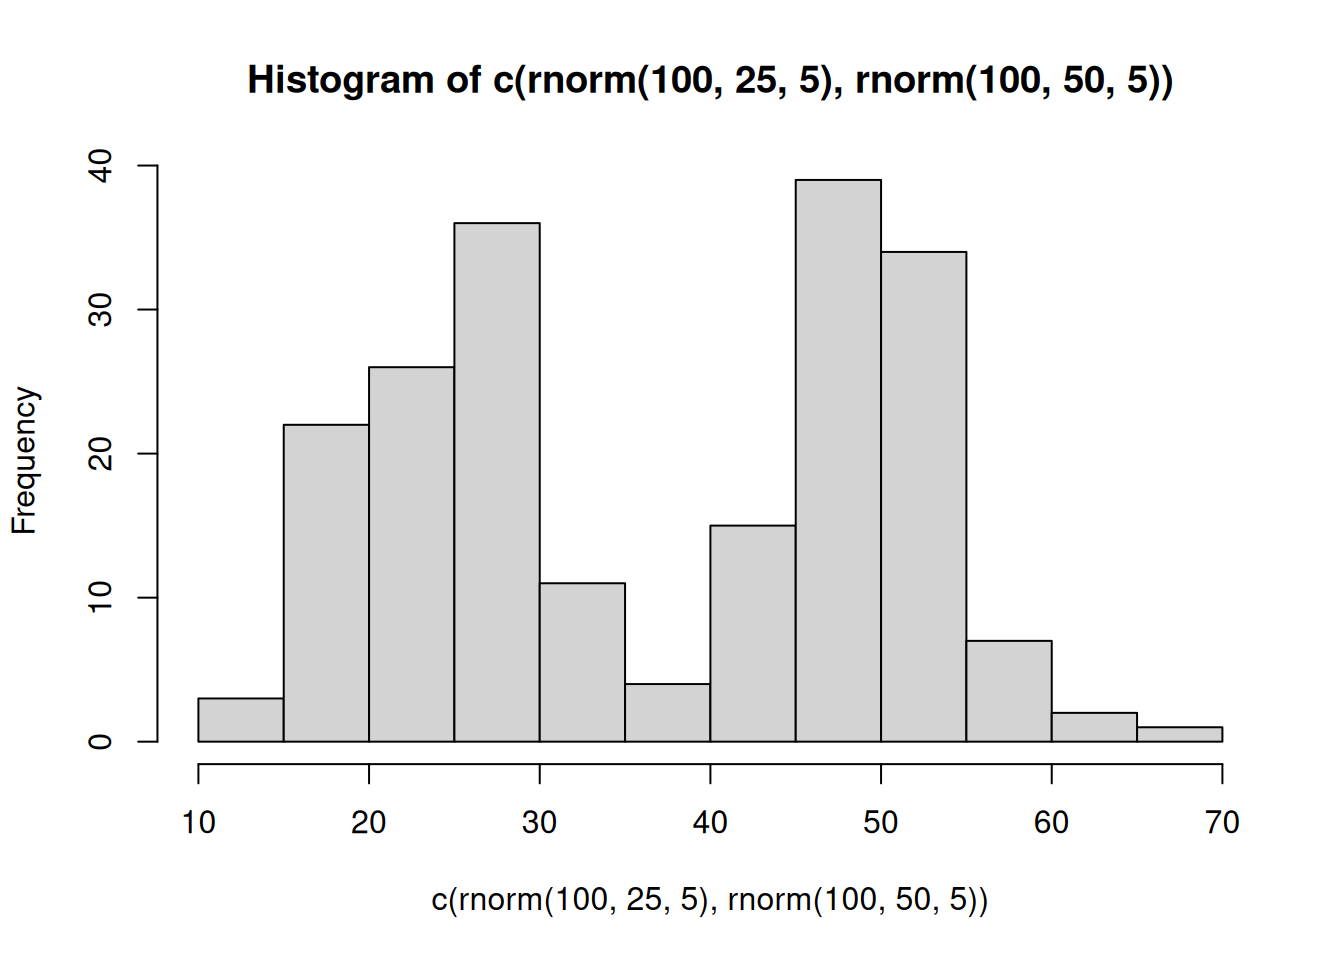 Histogram of c(rnorm(100, 25, 5), rnorm(100, 50, 5))
Frequency
40
30
20
10
0
10 20 30 40 50 60 70
c(rnorm(100, 25, 5), rnorm(100, 50, 5))